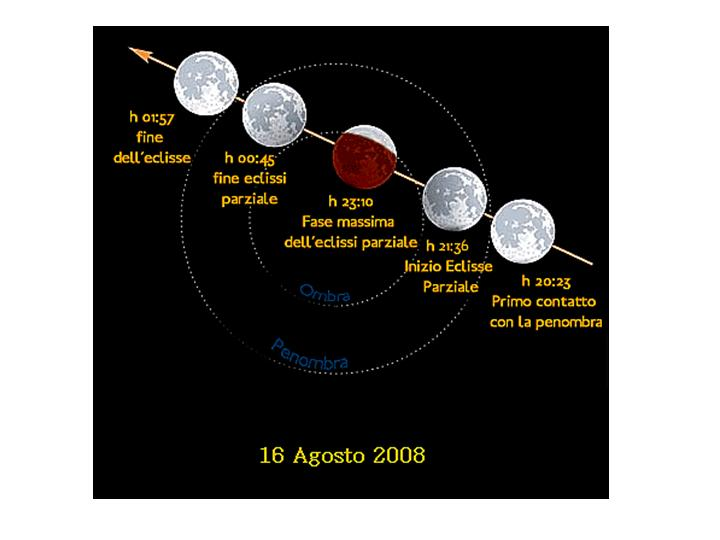 h 01:57
fine
dell'eclisse
h 00:45
fine eclissi
parziale
h 23:10
Fase massima
dell'eclissi parziale
h 21:36
Inizio Eclisse
Parziale
h 20:23
Primo contatto
con la penombra
Ombra
Penombra
16 Agosto 2008